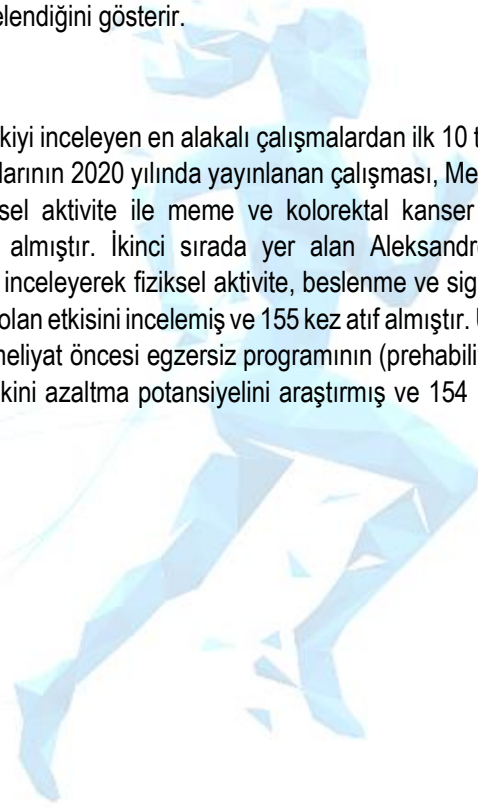 elendiğini gösterir.
kiyi inceleyen en alakalı çalışmalardan ilk 10 t
larının 2020 yılında yayınlanan çalışması, Me
sel aktivite ile meme ve kolorektal kanser
almıştır. İkinci sırada yer alan Aleksandr
inceleyerek fiziksel aktivite, beslenme ve sig
olan etkisini incelemiş ve 155 kez atıf almıştır.
neliyat öncesi egzersiz programının (prehabili
kini azaltma potansiyelini araştırmış ve 154